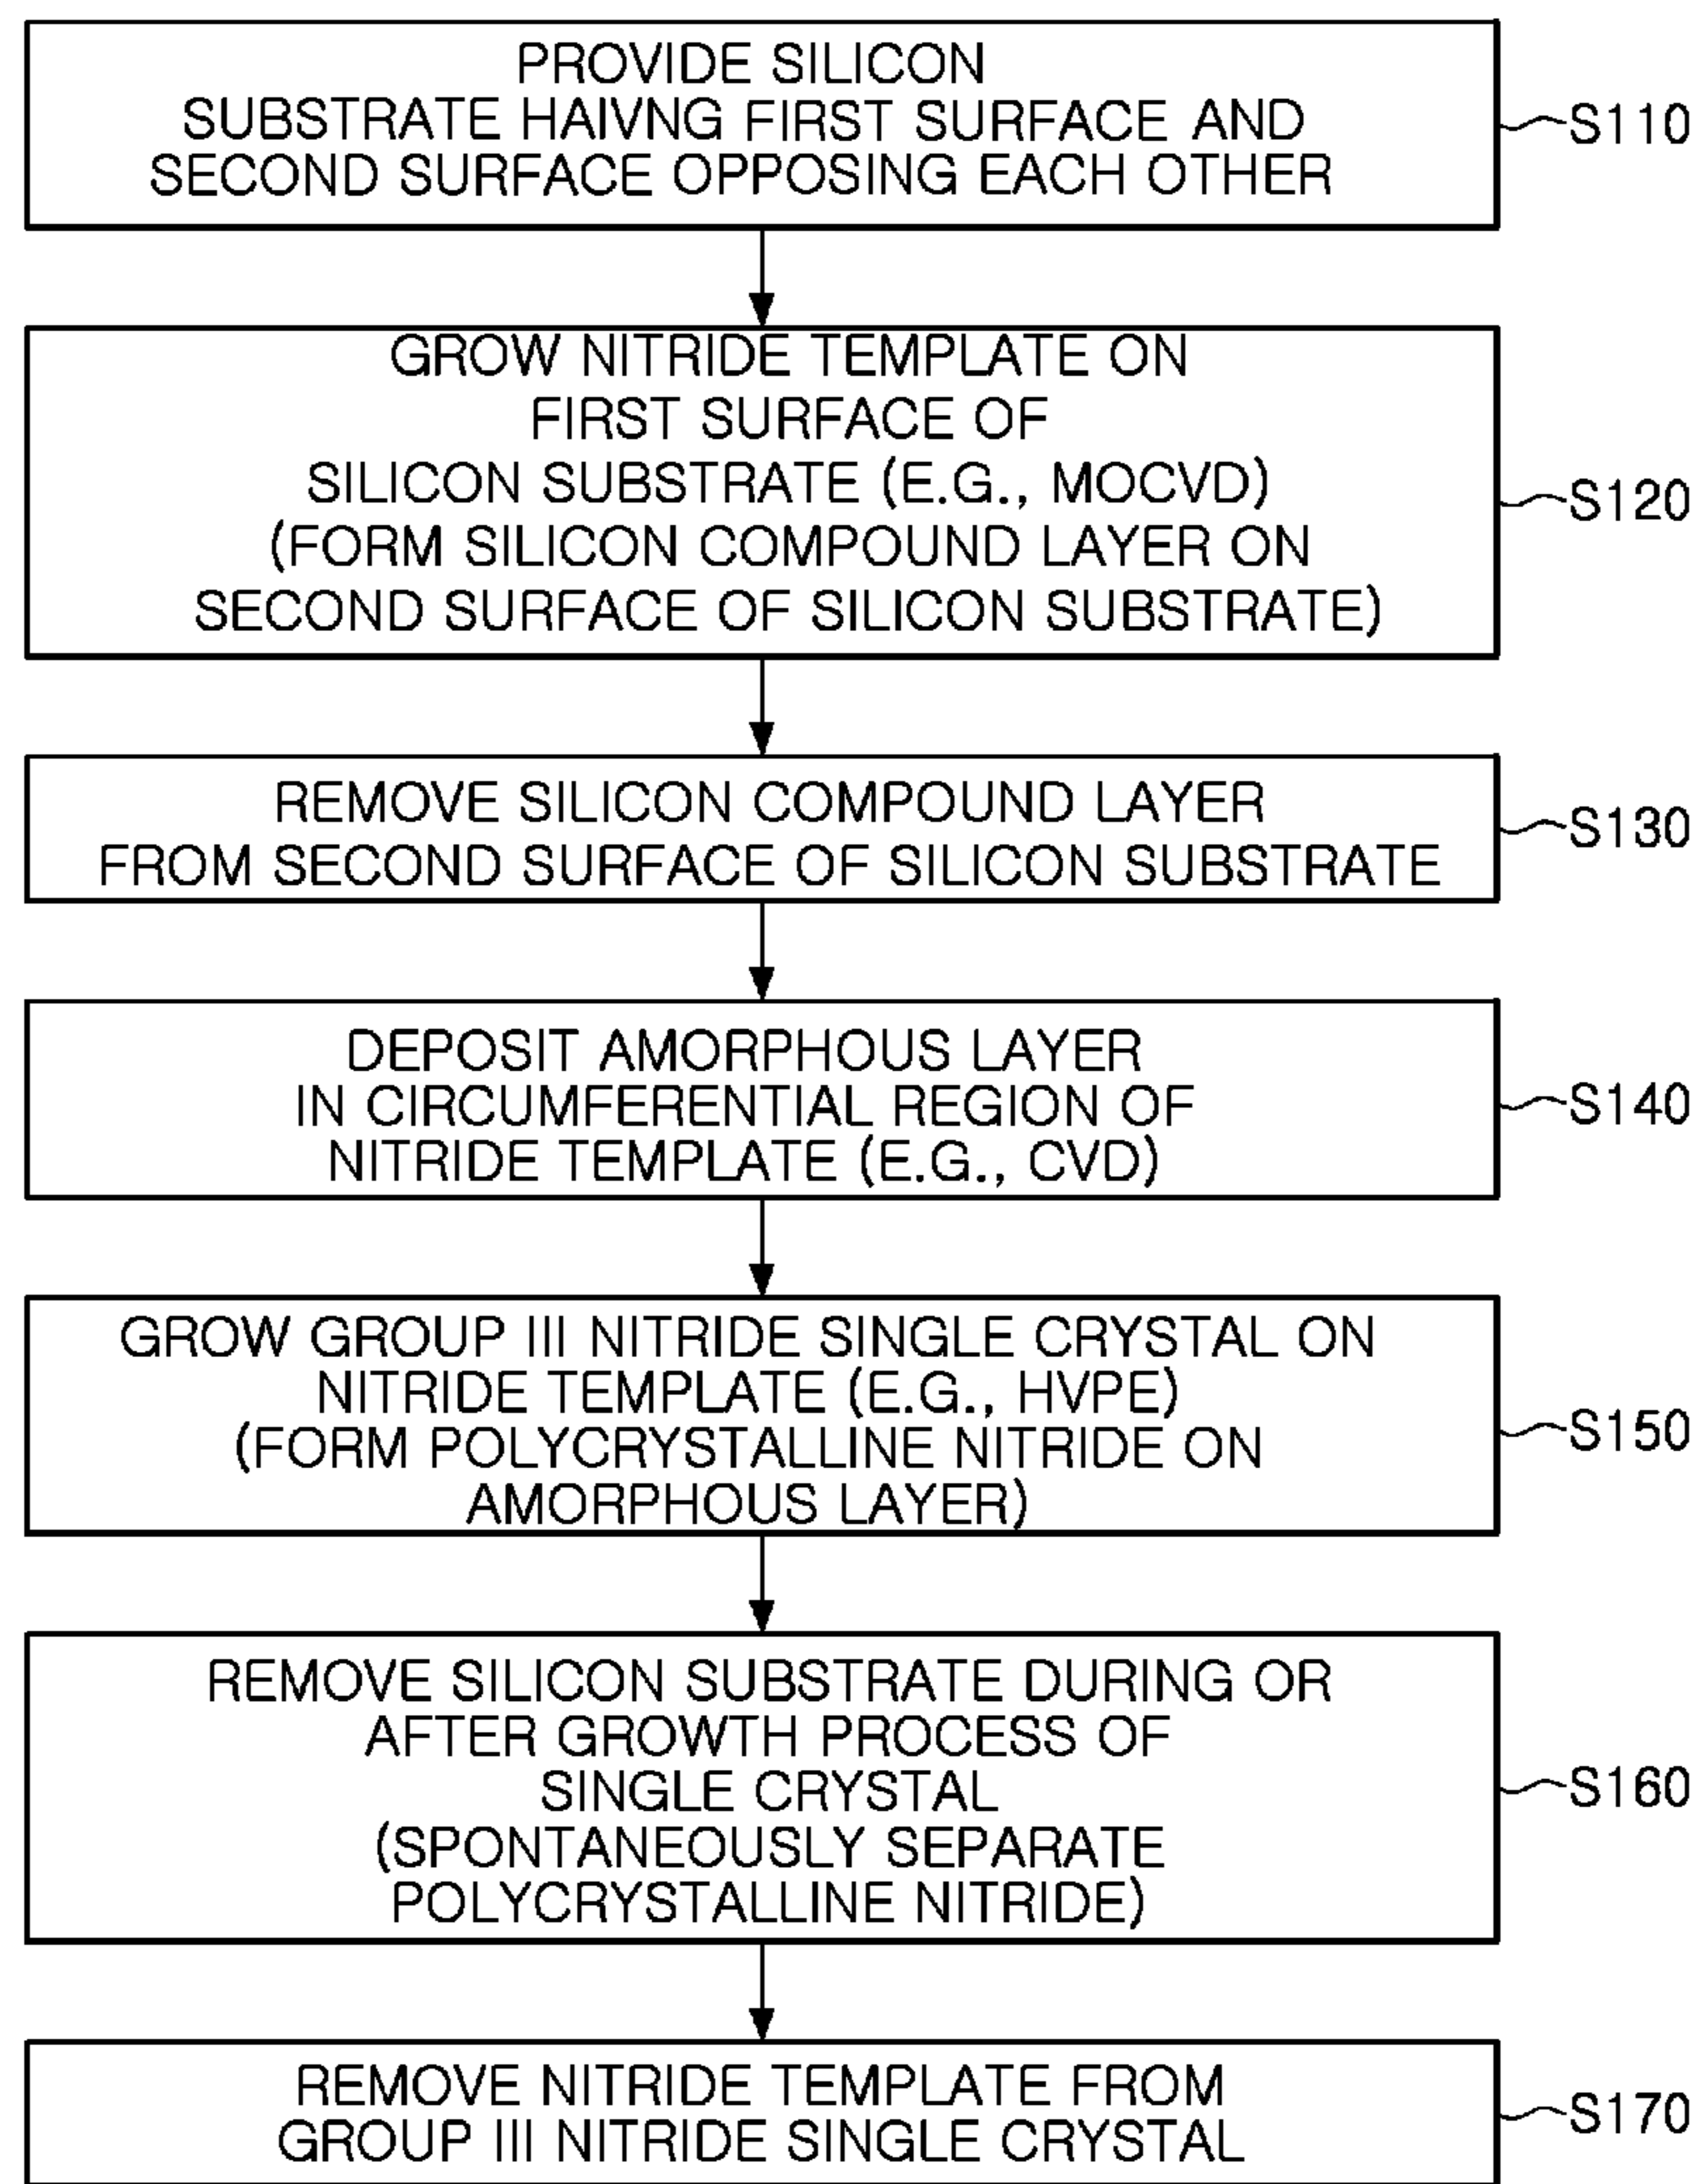 PROVIDE SILICON
SUBSTRATE HAIVNG FIRST SURFACE AND
SECOND SURFACE OPPOSING EACH OTHER
S110
GROW NITRIDE TEMPLATE ON
FIRST SURFACE OF
SILICON SUBSTRATE (E.G., MOCVD)
(FORM SILICON COMPOUND LAYER ON
SECOND SURFACE OF SILICON SUBSTRATE)
S120
REMOVE SILICON COMPOUND LAYER
FROM SECOND SURFACE OF SILICON SUBSTRATE
S130
DEPOSIT AMORPHOUS LAYER
IN CIRCUMFERENTIAL REGION OF
NITRIDE TEMPLATE (E.G., CVD)
S140
GROW GROUP III NITRIDE SINGLE CRYSTAL ON
NITRIDE TEMPLATE (E.G., HVPE)
(FORM POLYCRYSTALLINE NITRIDE ON
AMORPHOUS LAYER)
S150
REMOVE SILICON SUBSTRATE DURING OR
AFTER GROWTH PROCESS OF
SINGLE CRYSTAL
(SPONTANEOUSLY SEPARATE
POLYCRYSTALLINE NITRIDE)
S160
REMOVE NITRIDE TEMPLATE FROM
GROUP III NITRIDE SINGLE CRYSTAL
S170